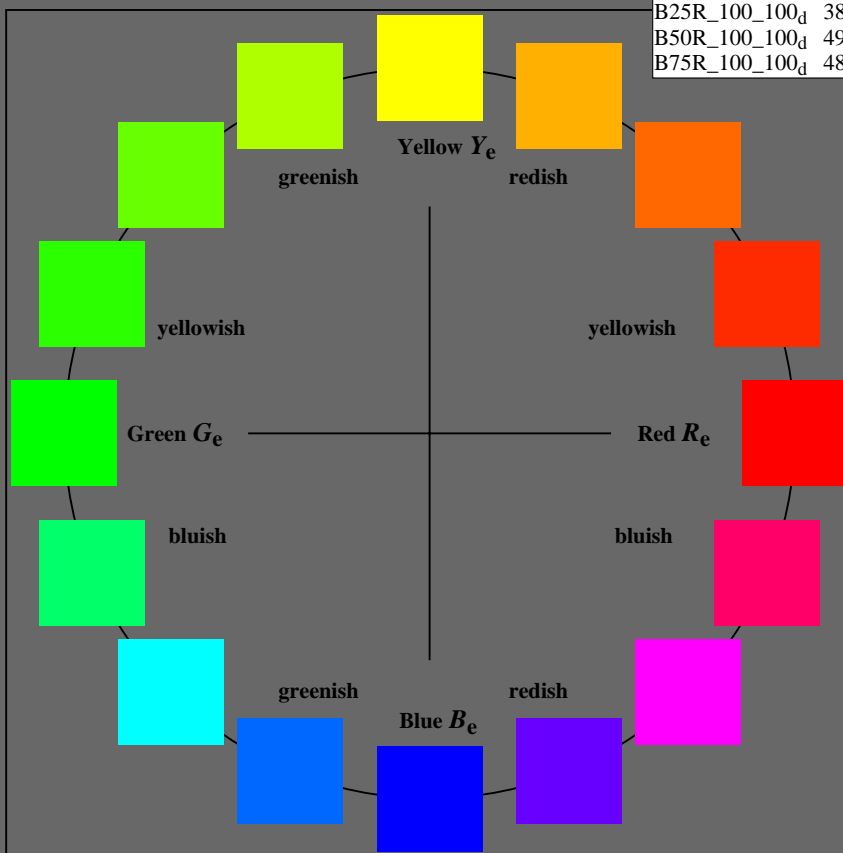 B25R_100_100d 38
B50R_100_100d 49
B75R_100_100d 48
Yellow Ye
greenish redish
yellowish yellowish
Green Ge Red Re
bluish bluish
greenish redish
Blue Be